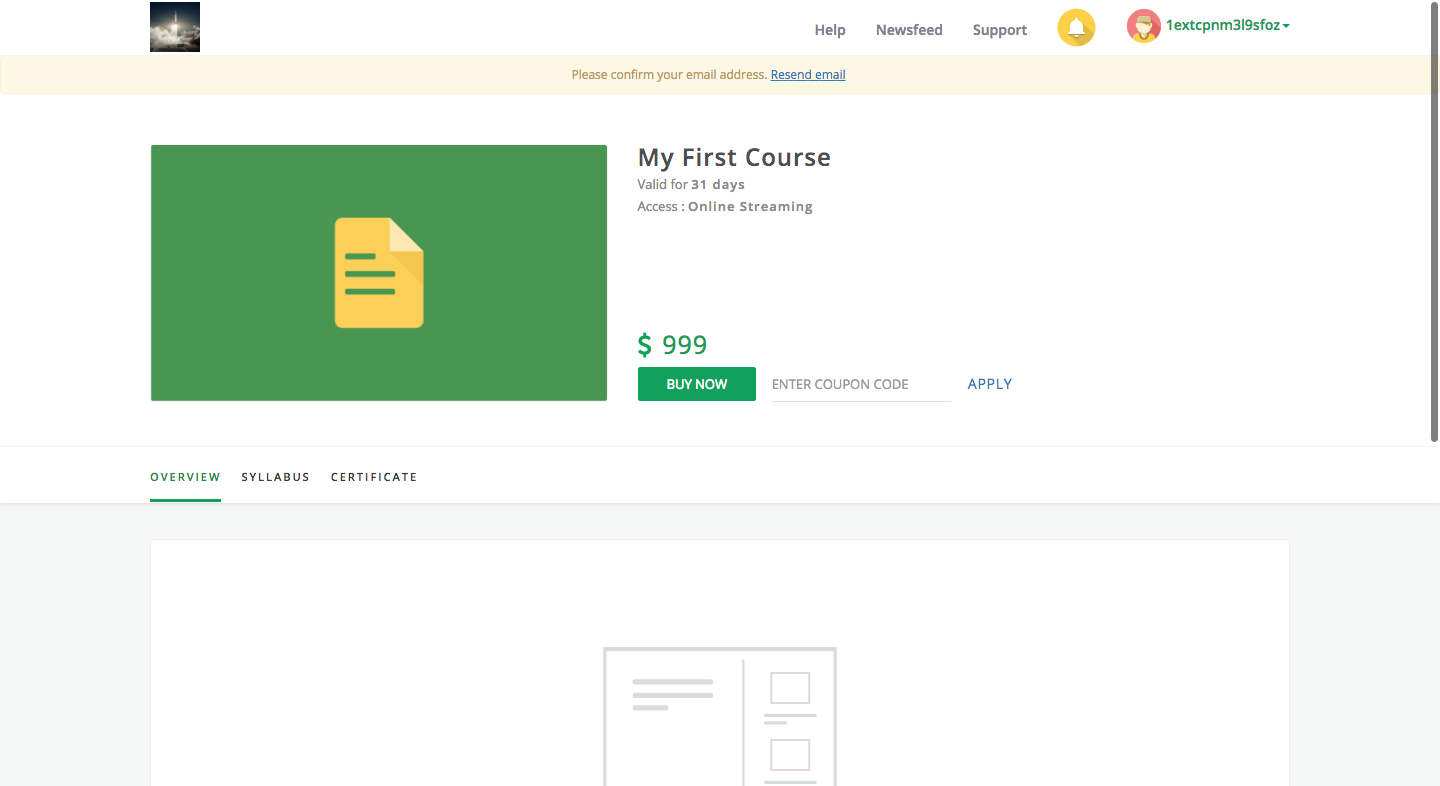 Help Newsfeed Support 1extcpnm3l9sfoz
Please confirm your email address. Resend email
My First Course
Valid for 31 days
Access : Online Streaming
$ 999
BUY NOW ENTER COUPON CODE APPLY
OVERVIEW SYLLABUS CERTIFICATE